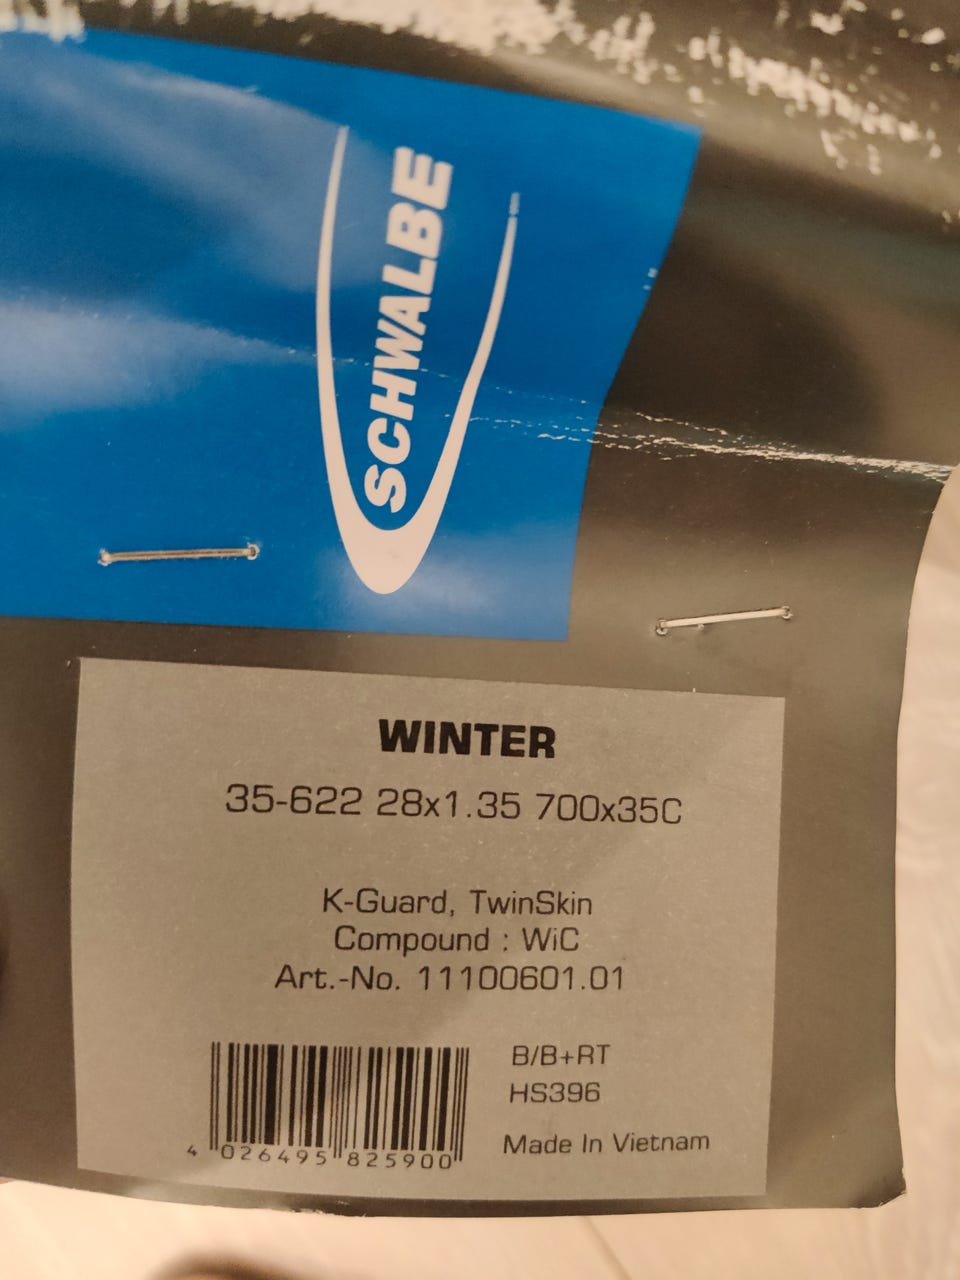 SCHWALBE
WINTER
35-622 28x1.35 700x35C
K-Guard, TwinSkin
Compound : WiC
Art.-No. 11100601.01
B/B+RT
HS396
Made In Vietnam
4 026495 825900